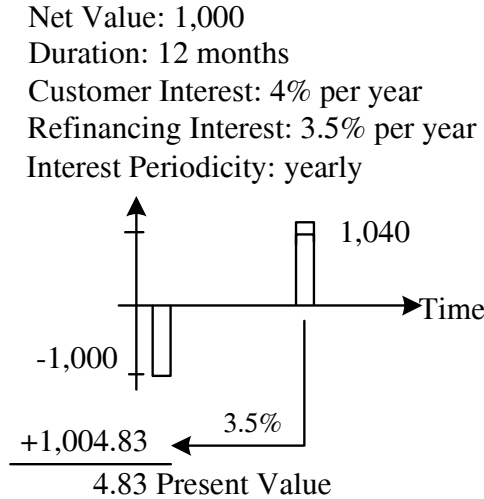 Net Value: 1,000
Duration: 12 months
Customer Interest: 4% per year
Refinancing Interest: 3.5% per year
Interest Periodicity: yearly
1,040
Time
-1,000
3.5%
+1,004.83
4.83 Present Value